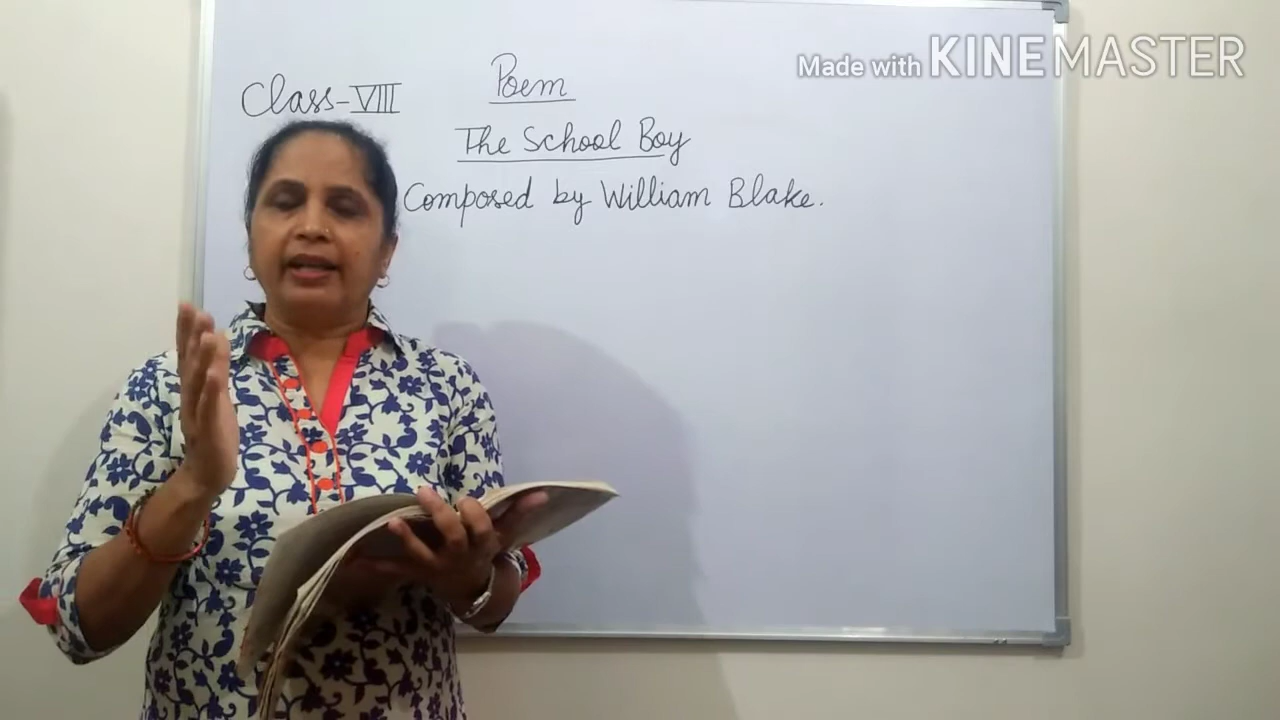 Made with KINEMASTER
Class-VIII
Poem
The School Boy
Composed by William Blake.